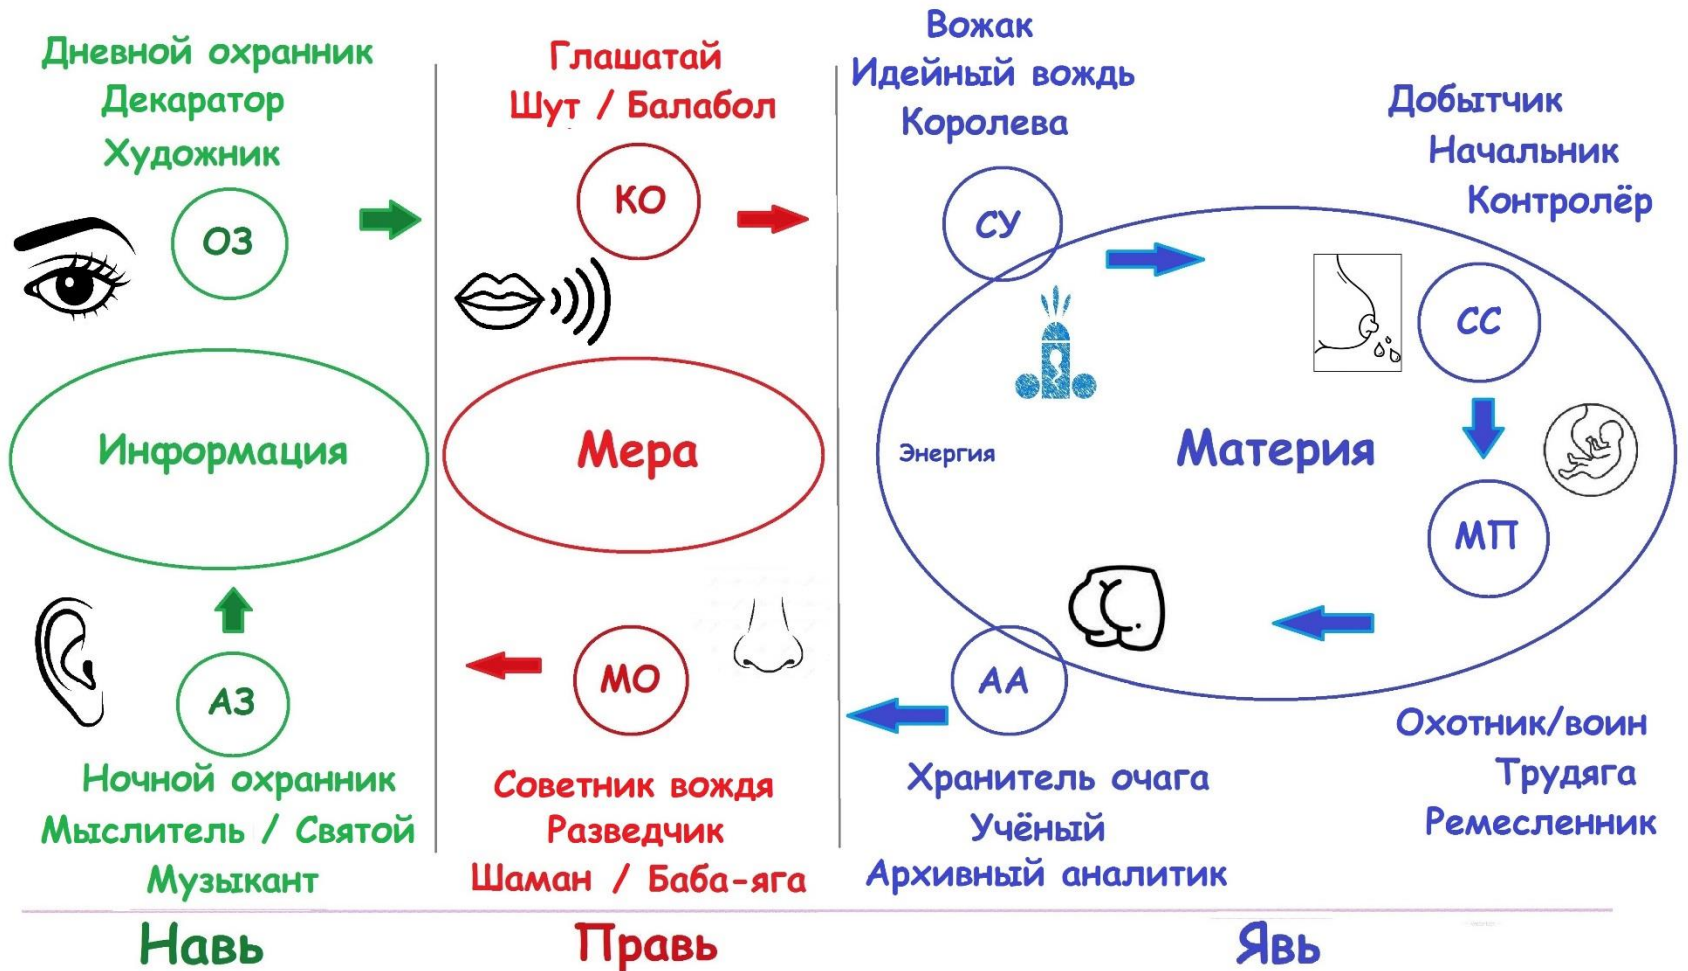 Дневной охранник
Декаратор
Художник
ОЗ
Информация
АЗ
Ночной охранник
Мыслитель / Святой
Музыкант
Навь
Глашатай
Шут / Балабол
КО
Мера
МО
Советник вождя
Разведчик
Шаман / Баба-яга
Правь
Вожак
Идейный вождь
Королева
СУ
Добытчик
Начальник
Контролёр
СС
Энергия
Материя
МП
АА
Охотник/воин
Трудяга
Ремесленник
Хранитель очага
Учёный
Архивный аналитик
Явь